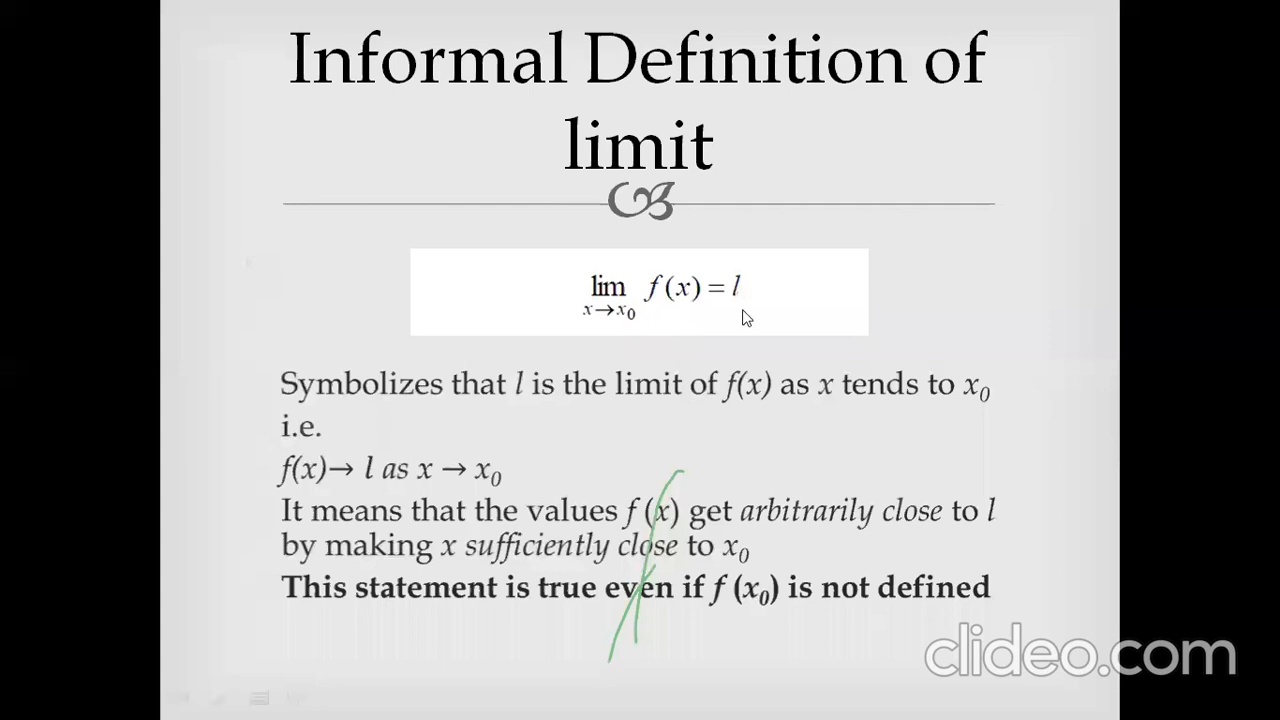 Informal Definition of
limit
lim f(x) = l
x→x₀
Symbolizes that l is the limit of f(x) as x tends to x₀
i.e.
f(x)→ l as x → x₀
It means that the values f (x) get arbitrarily close to l
by making x sufficiently close to x₀
This statement is true even if f (x₀) is not defined
clideo.com